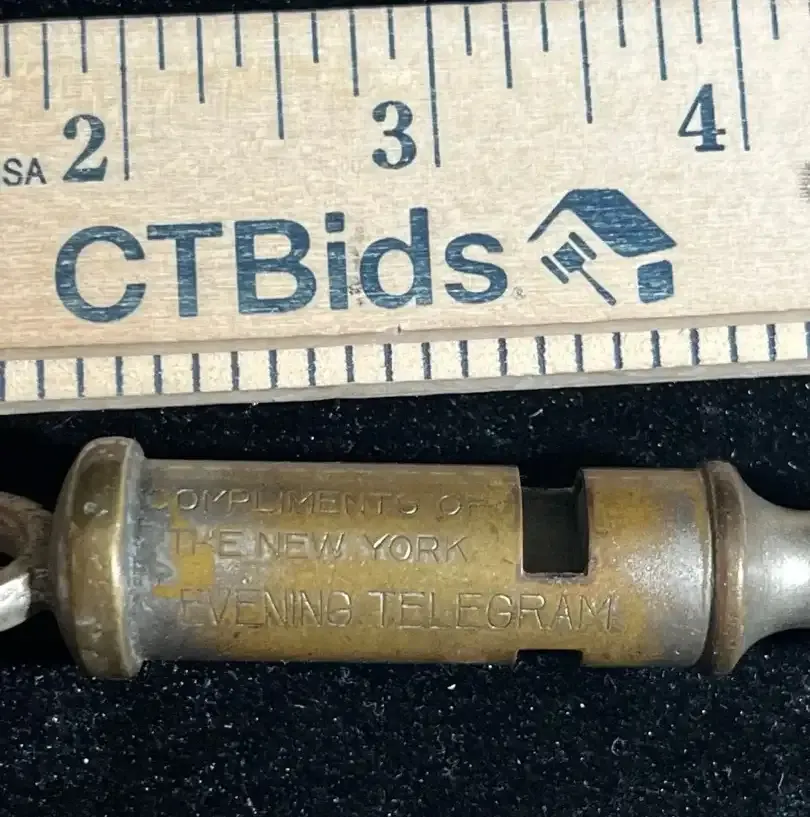 2 3 4
SA
CTBids®
COMPLIMENTS OF
THE NEW YORK
EVENING TELEGRAM